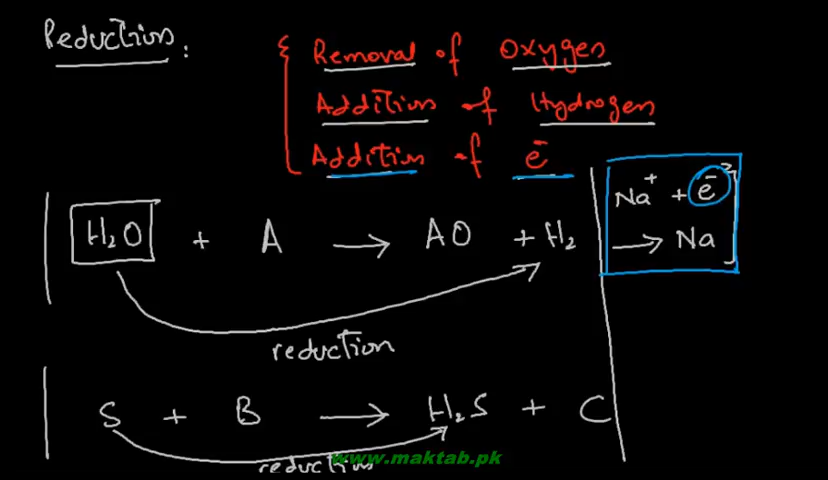 Reduction:
Removal of Oxygen
Addition of Hydrogen
Addition of e⁻
Na⁺ + e⁻
→ Na
H₂O + A → AO + H₂
reduction
S + B → H₂S + C
reduction
www.maktab.pk